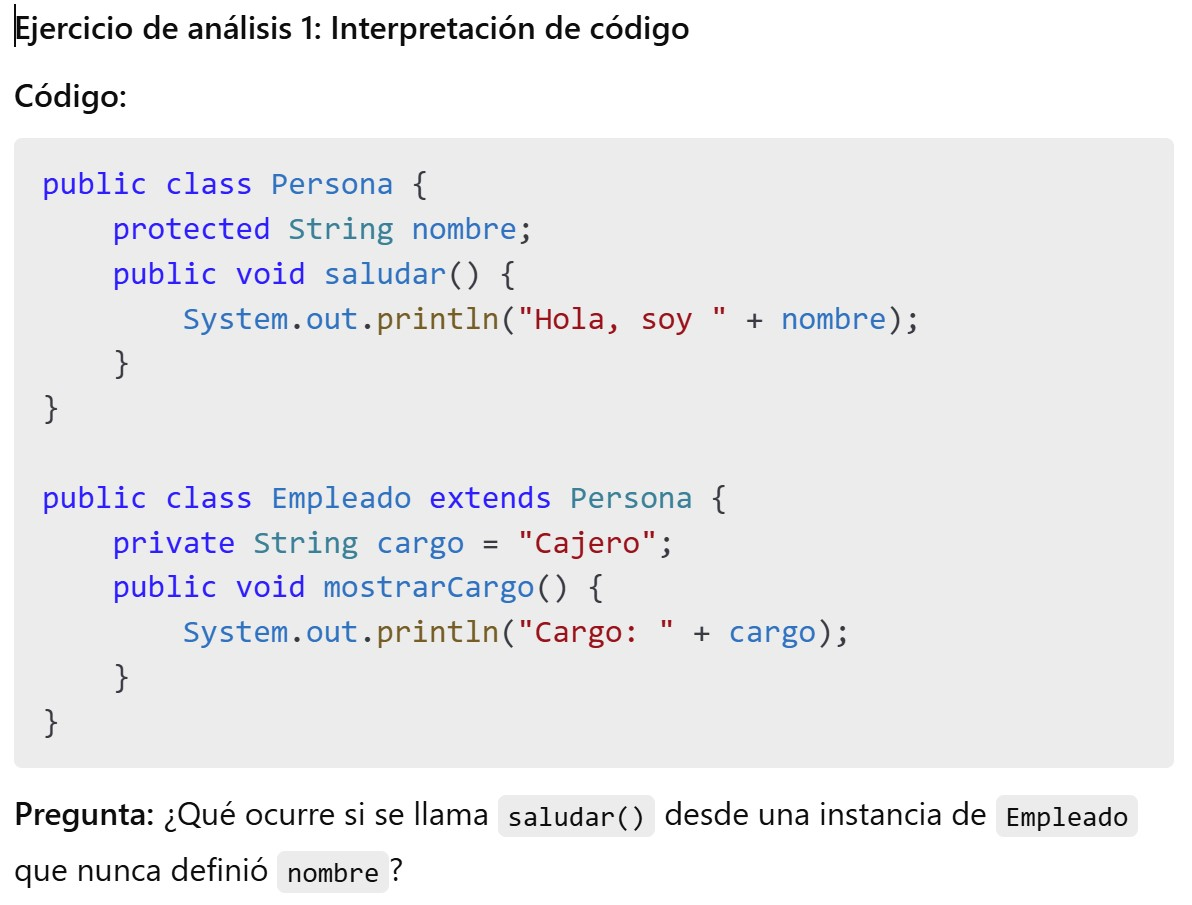 Ejercicio de análisis 1: Interpretación de código
Código:
public class Persona {
    protected String nombre;
    public void saludar() {
        System.out.println("Hola, soy " + nombre);
    }
}
public class Empleado extends Persona {
    private String cargo = "Cajero";
    public void mostrarCargo() {
        System.out.println("Cargo: " + cargo);
    }
}
Pregunta: ¿Qué ocurre si se llama saludar() desde una instancia de Empleado
que nunca definió nombre?